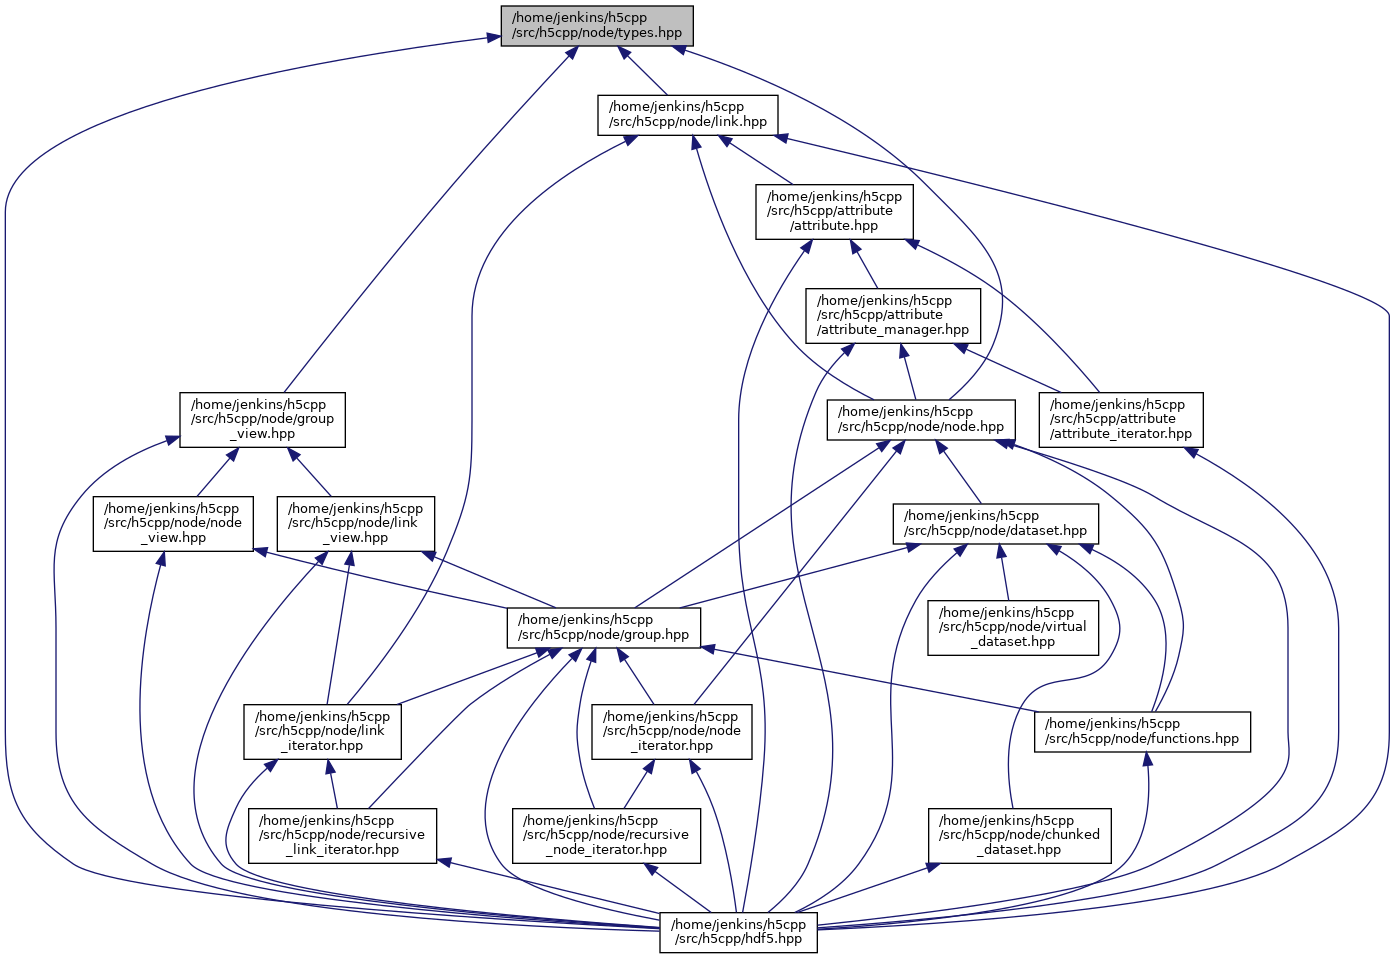 /home/jenkins/h5cpp
/src/h5cpp/node/types.hpp
/home/jenkins/h5cpp
/src/h5cpp/node/link.hpp
/home/jenkins/h5cpp
/src/h5cpp/attribute
/attribute.hpp
/home/jenkins/h5cpp
/src/h5cpp/attribute
/attribute_manager.hpp
/home/jenkins/h5cpp
/src/h5cpp/node/group
_view.hpp
/home/jenkins/h5cpp
/src/h5cpp/node/node.hpp
/home/jenkins/h5cpp
/src/h5cpp/attribute
/attribute_iterator.hpp
/home/jenkins/h5cpp
/src/h5cpp/node/node
_view.hpp
/home/jenkins/h5cpp
/src/h5cpp/node/link
_view.hpp
/home/jenkins/h5cpp
/src/h5cpp/node/dataset.hpp
/home/jenkins/h5cpp
/src/h5cpp/node/group.hpp
/home/jenkins/h5cpp
/src/h5cpp/node/virtual
_dataset.hpp
/home/jenkins/h5cpp
/src/h5cpp/node/link
_iterator.hpp
/home/jenkins/h5cpp
/src/h5cpp/node/node
_iterator.hpp
/home/jenkins/h5cpp
/src/h5cpp/node/functions.hpp
/home/jenkins/h5cpp
/src/h5cpp/node/recursive
_link_iterator.hpp
/home/jenkins/h5cpp
/src/h5cpp/node/recursive
_node_iterator.hpp
/home/jenkins/h5cpp
/src/h5cpp/node/chunked
_dataset.hpp
/home/jenkins/h5cpp
/src/h5cpp/hdf5.hpp